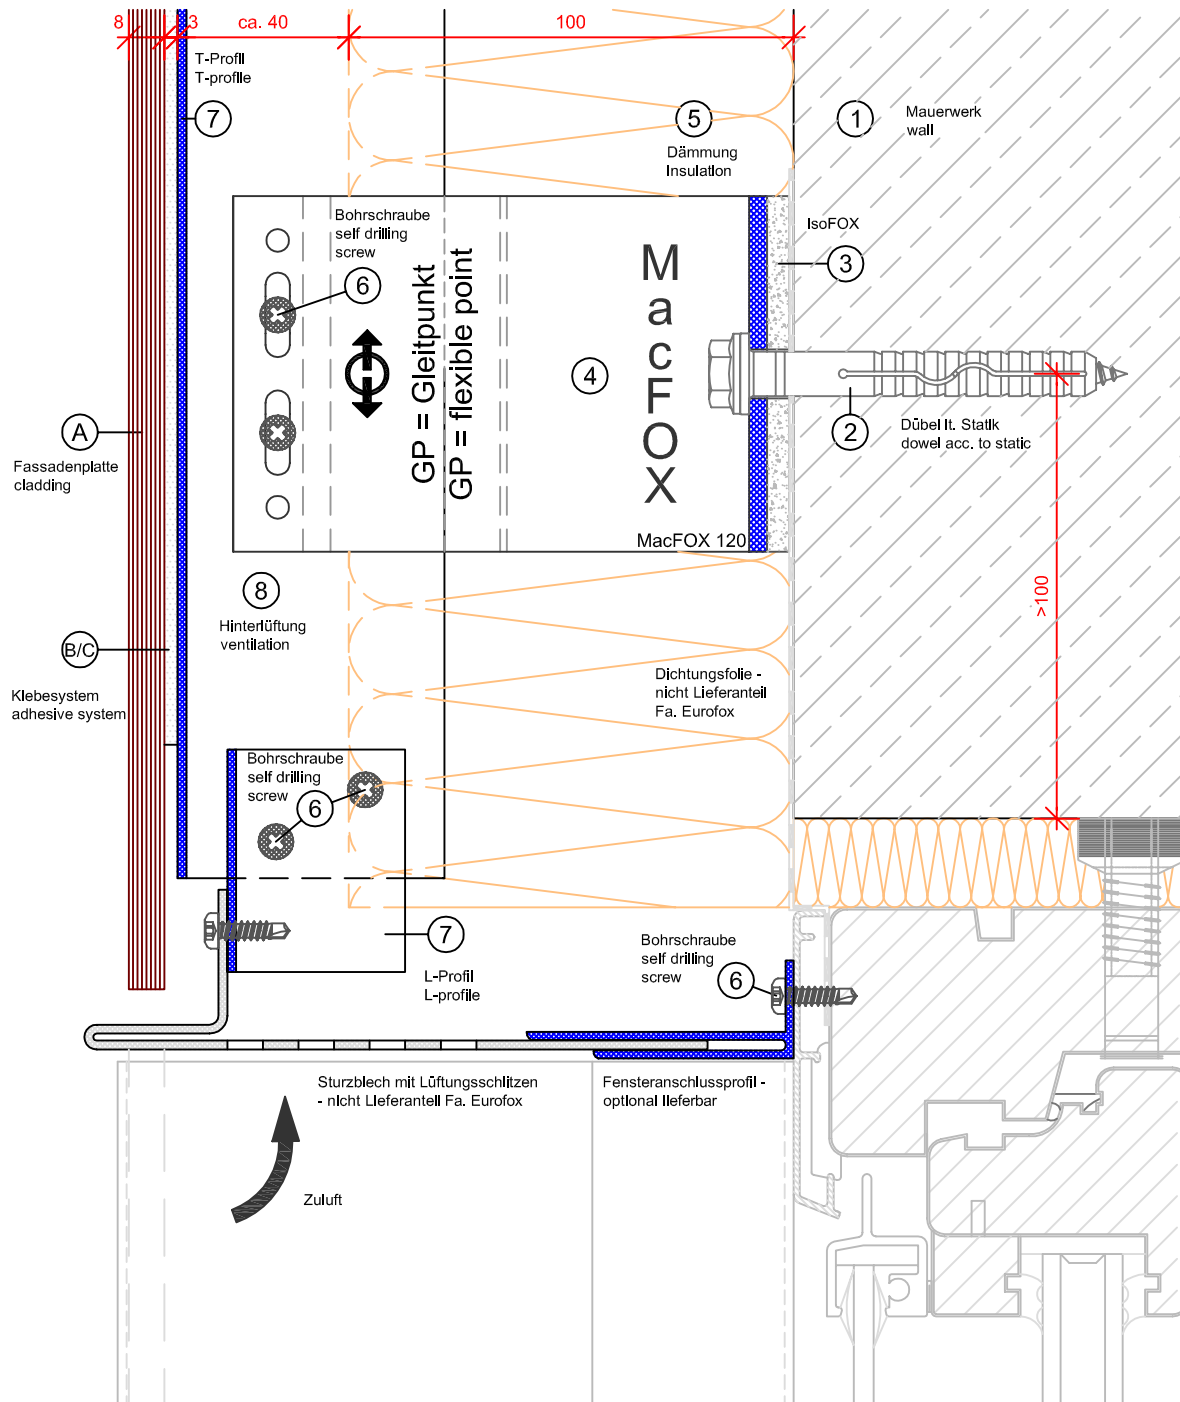 8
3
ca. 40
100
T-Profil
T-profile
7
5
Dämmung
Insulation
1
Mauerwerk
wall
Bohrschraube
self drilling
screw
6
GP = Gleitpunkt
GP = flexible point
MacFOX
4
MacFOX 120
IsoFOX
3
2
Dübel lt. Statik
dowel acc. to static
A
Fassadenplatte
cladding
8
Hinterlüftung
ventilation
B/C
Klebesystem
adhesive system
Dichtungsfolie -
nicht Lieferanteil
Fa. Eurofox
>100
Bohrschraube
self drilling
screw
6
7
L-Profil
L-profile
Bohrschraube
self drilling
screw
6
Sturzblech mit Lüftungsschlitzen
- nicht Lieferanteil Fa. Eurofox
Fensteranschlussprofil -
optional lieferbar
Zuluft